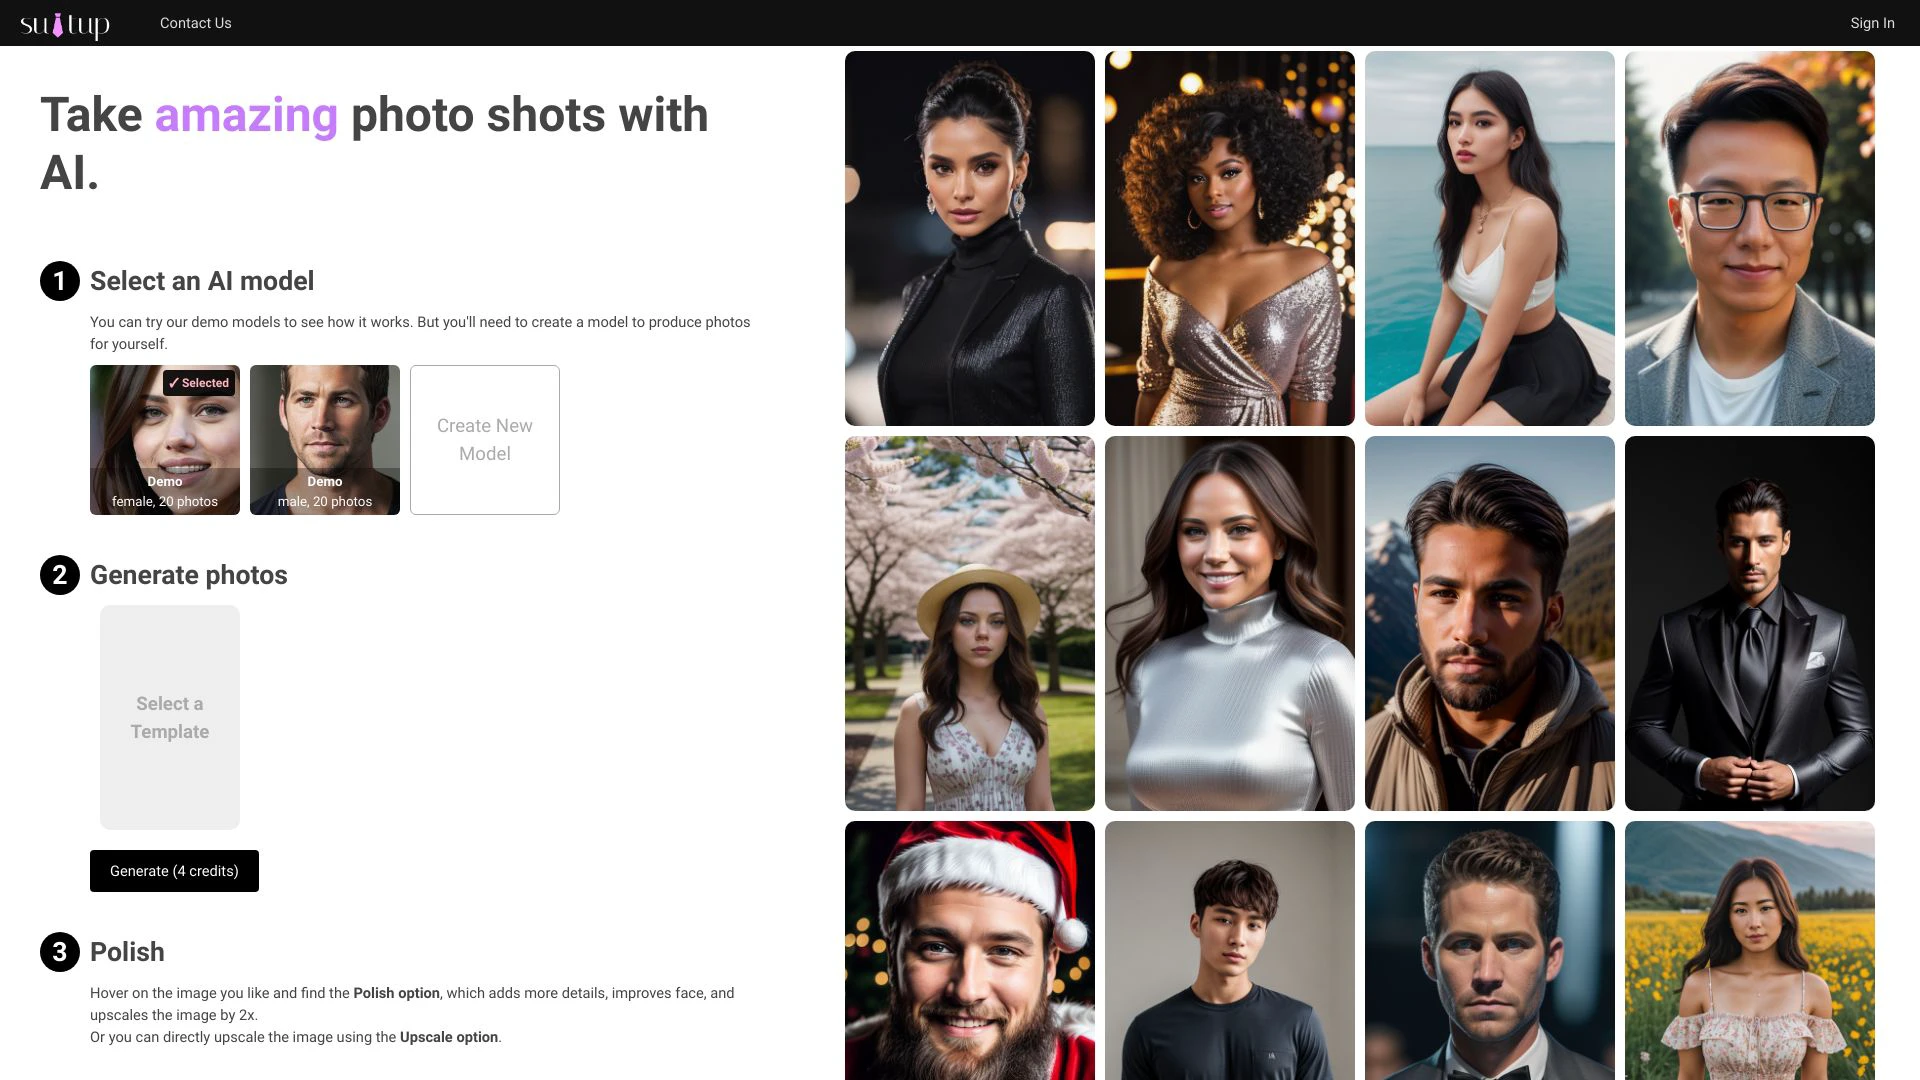 suitup
Contact Us
Sign In
Take amazing photo shots with
AI.
1 Select an AI model
You can try our demo models to see how it works. But you'll need to create a model to produce photos
for yourself.
✓ Selected
Demo
female, 20 photos
Demo
male, 20 photos
Create New
Model
2 Generate photos
Select a
Template
Generate (4 credits)
3 Polish
Hover on the image you like and find the Polish option, which adds more details, improves face, and
upscales the image by 2x.
Or you can directly upscale the image using the Upscale option.